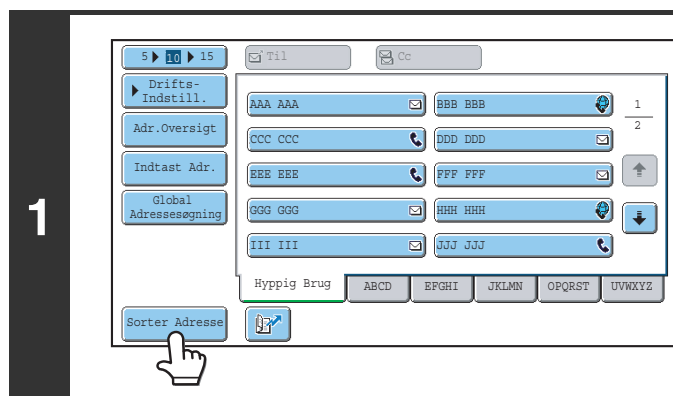 1
5 10 15
Til
Cc
Drifts-
Indstill.
Adr.Oversigt
Indtast Adr.
Global
Adressesøgning
AAA AAA
BBB BBB
CCC CCC
DDD DDD
EEE EEE
FFF FFF
GGG GGG
HHH HHH
III III
JJJ JJJ
1
2
Hyppig Brug
ABCD
EFGHI
JKLMN
OPQRST
UVWXYZ
Sorter Adresse